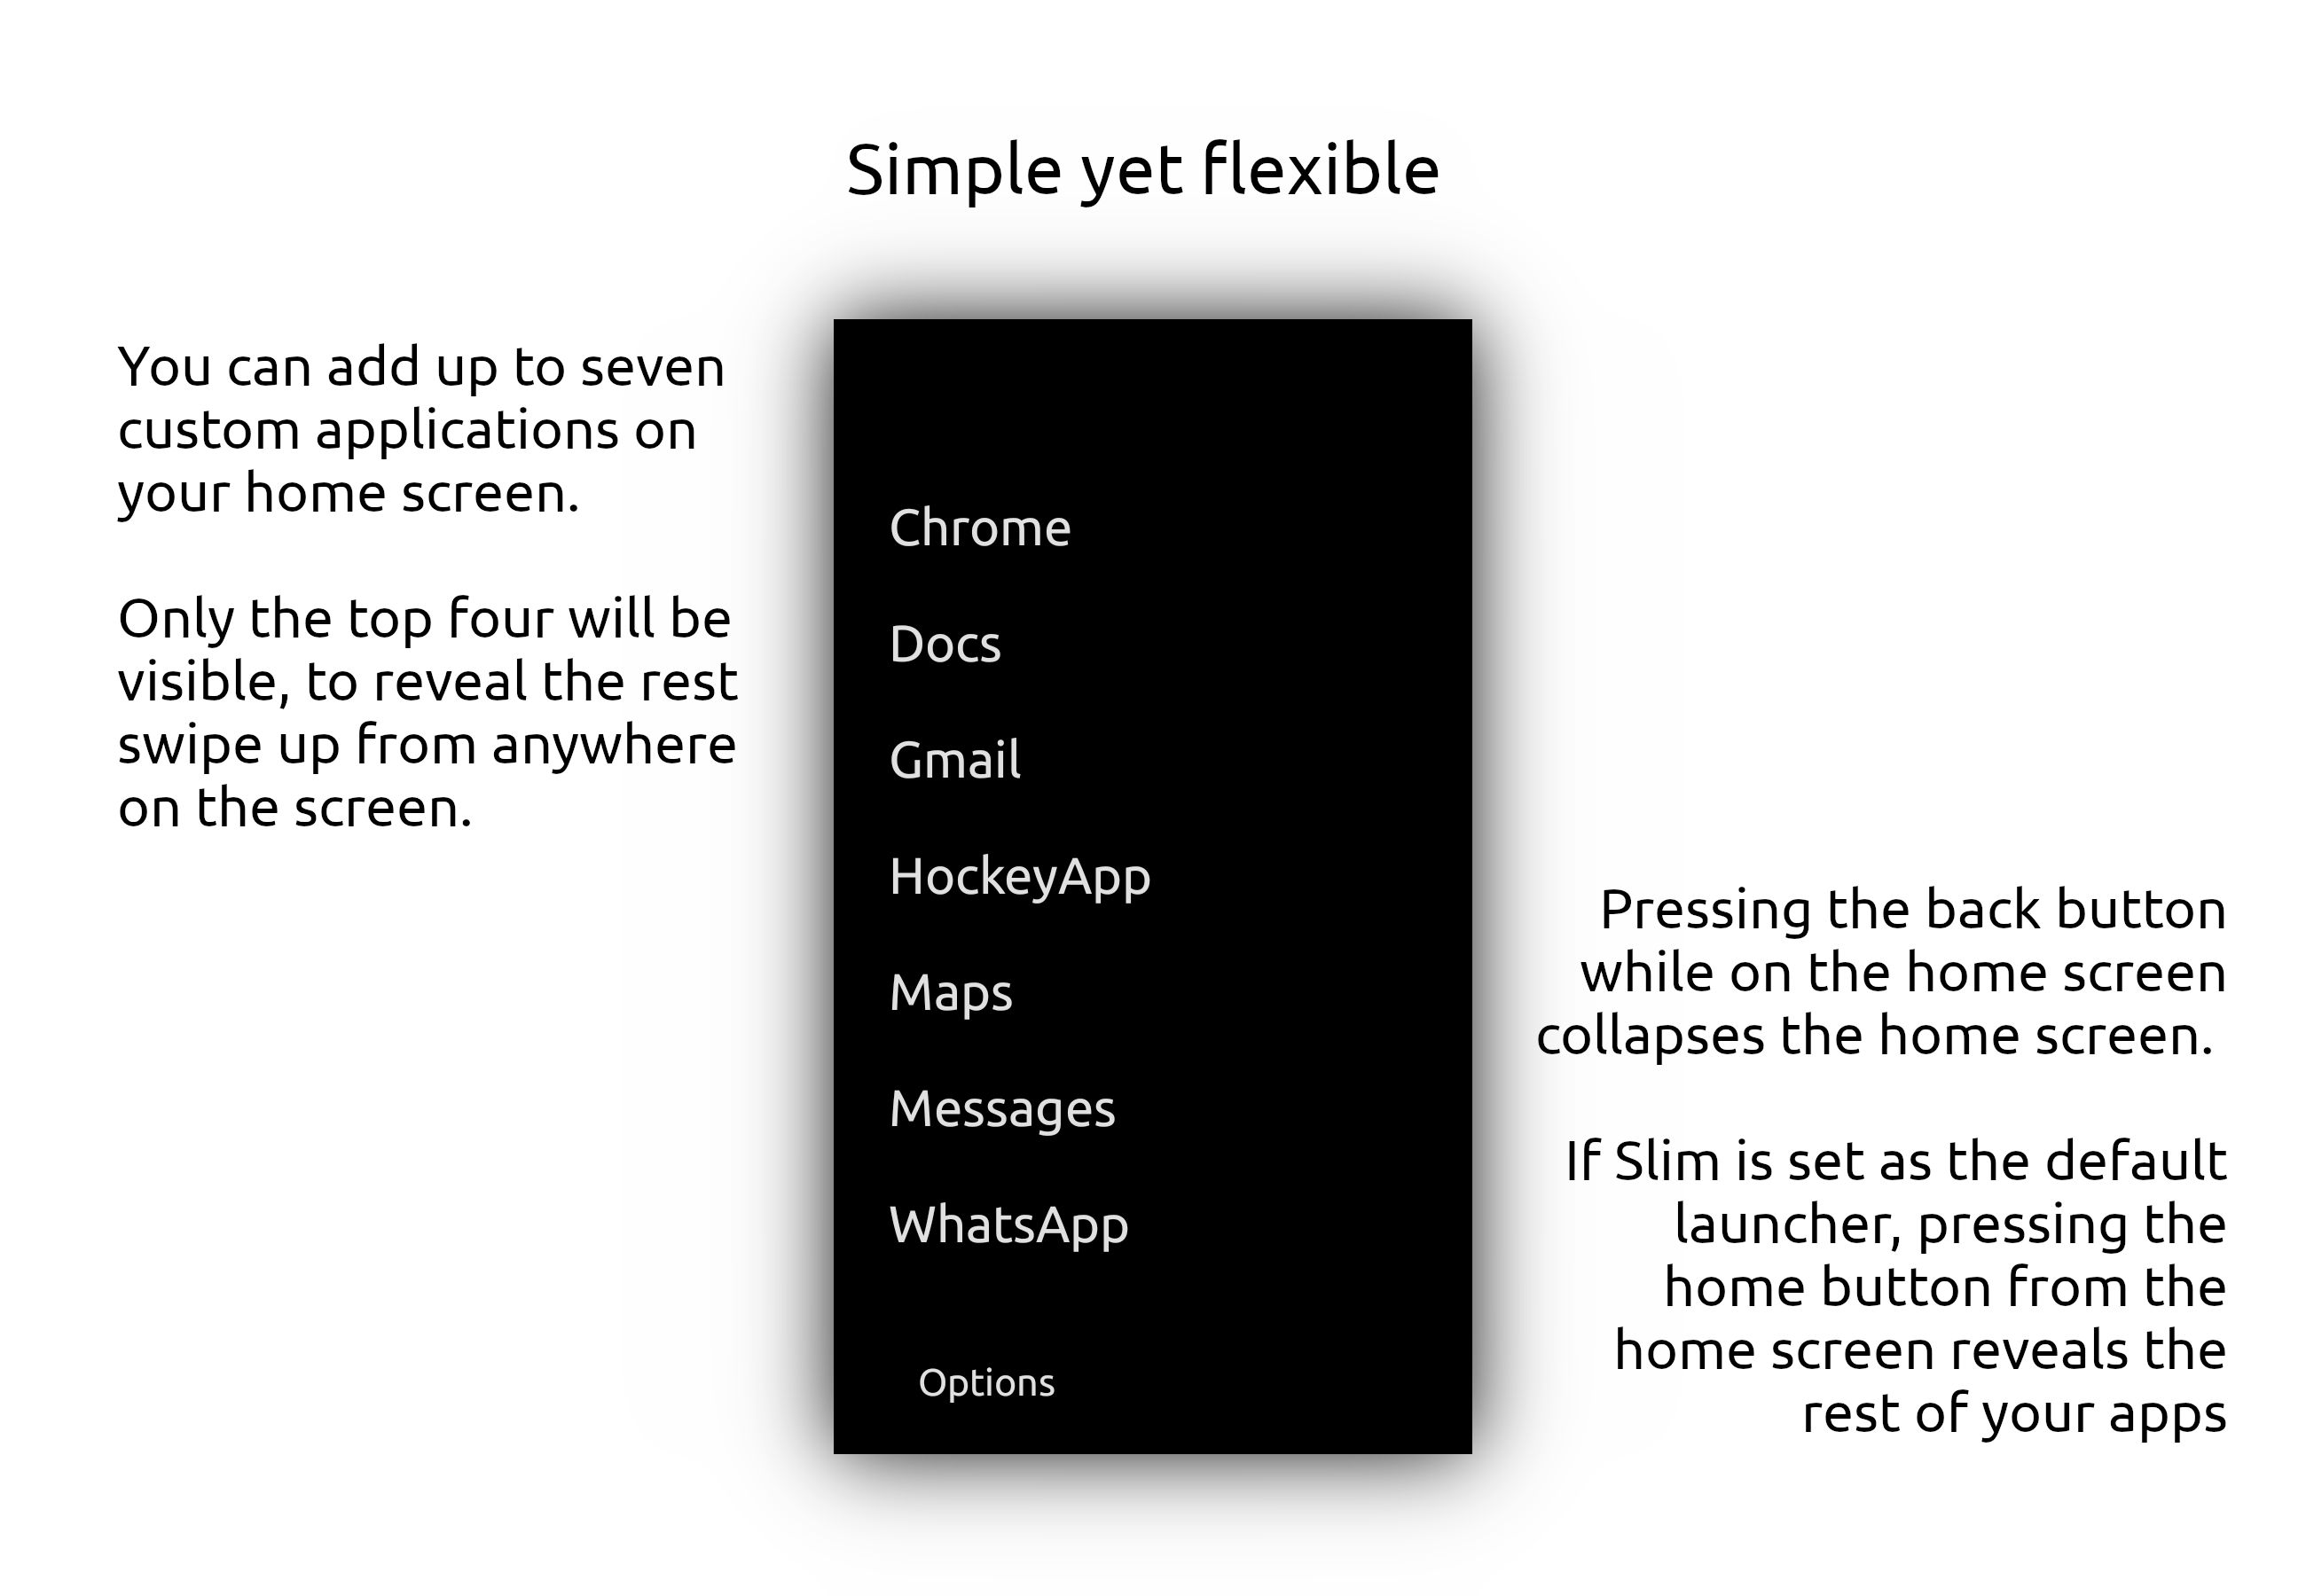 Simple yet flexible
You can add up to seven
custom applications on
your home screen.
Only the top four will be
visible, to reveal the rest
swipe up from anywhere
on the screen.
Chrome
Docs
Gmail
HockeyApp
Maps
Messages
WhatsApp
Options
Pressing the back button
while on the home screen
collapses the home screen.
If Slim is set as the default
launcher, pressing the
home button from the
home screen reveals the
rest of your apps